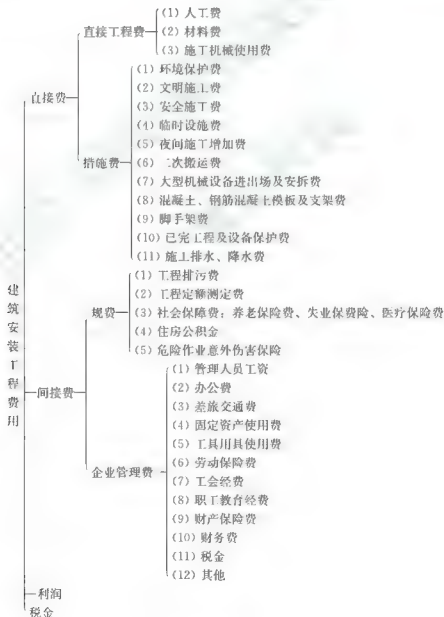 建筑安装工程费用
直接费
直接工程费
(1) 人工费
(2) 材料费
(3) 施工机械使用费
措施费
(1) 环境保护费
(2) 文明施工费
(3) 安全施工费
(4) 临时设施费
(5) 夜间施工增加费
(6) 二次搬运费
(7) 大型机械设备进出场及安拆费
(8) 混凝土、钢筋混凝土模板及支架费
(9) 脚手架费
(10) 已完工程及设备保护费
(11) 施工排水、降水费
间接费
规费
(1) 工程排污费
(2) 工程定额测定费
(3) 社会保障费：养老保险费、失业保费险、医疗保险费
(4) 住房公积金
(5) 危险作业意外伤害保险
企业管理费
(1) 管理人员工资
(2) 办公费
(3) 差旅交通费
(4) 固定资产使用费
(5) 工具用具使用费
(6) 劳动保险费
(7) 工会经费
(8) 职工教育经费
(9) 财产保险费
(10) 财务费
(11) 税金
(12) 其他
利润
税金